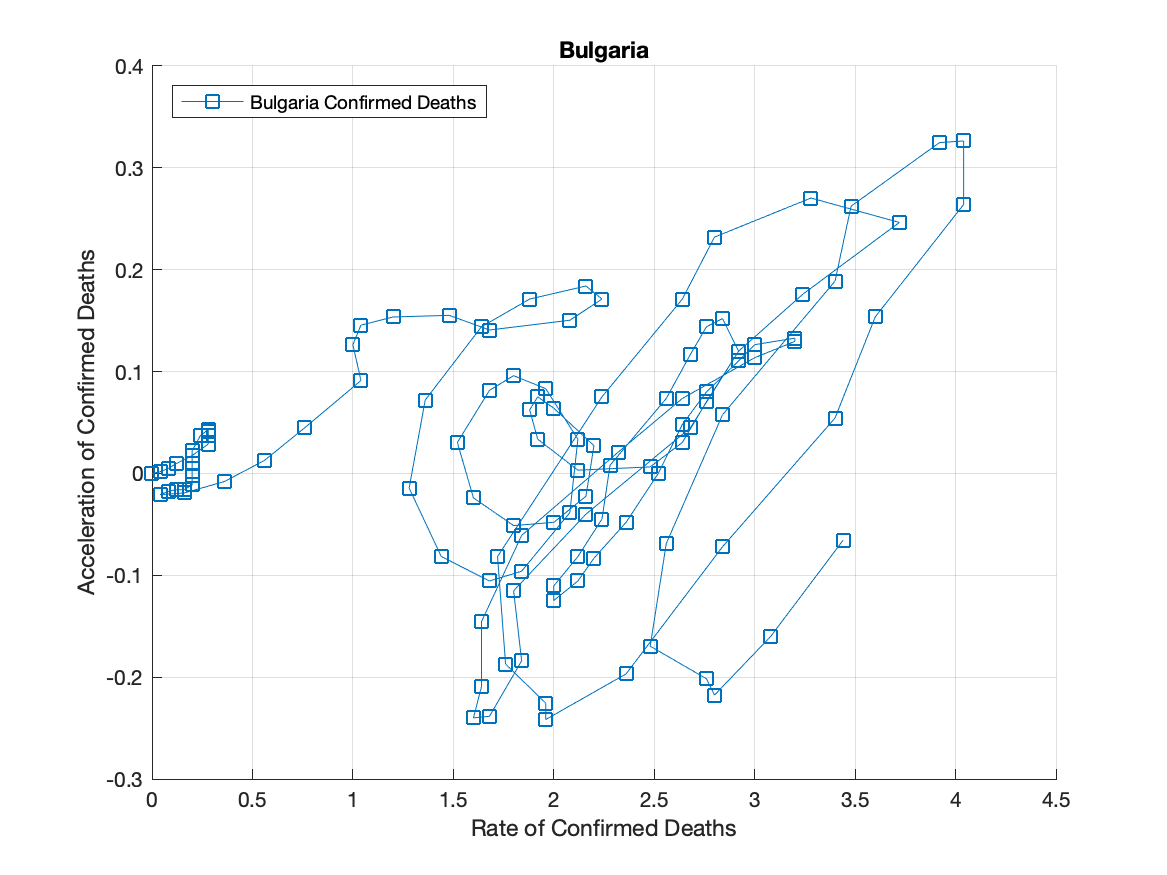 Bulgaria
Bulgaria Confirmed Deaths
0.4
0.3
0.2
0.1
0
-0.1
-0.2
-0.3
Acceleration of Confirmed Deaths
0 0.5 1 1.5 2 2.5 3 3.5 4 4.5
Rate of Confirmed Deaths